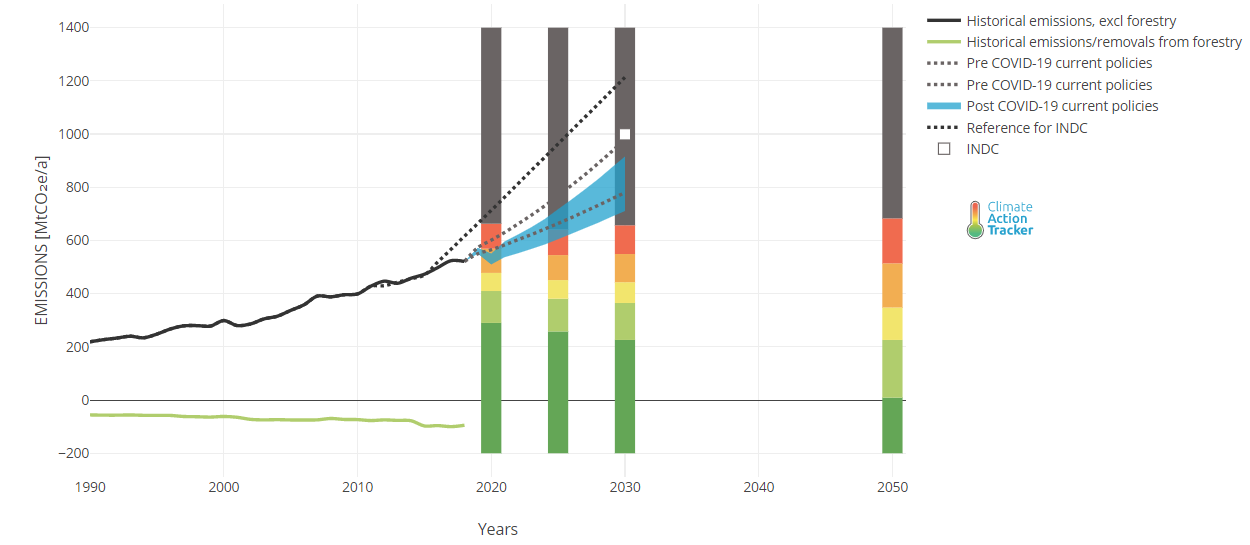 1400
1200
1000
800
600
400
200
0
−200
EMISSIONS [MtCO₂e/a]
1990 2000 2010 2020 2030 2040 2050
Years
Historical emissions, excl forestry
Historical emissions/removals from forestry
Pre COVID-19 current policies
Pre COVID-19 current policies
Post COVID-19 current policies
Reference for INDC
INDC
Climate
Action
Tracker